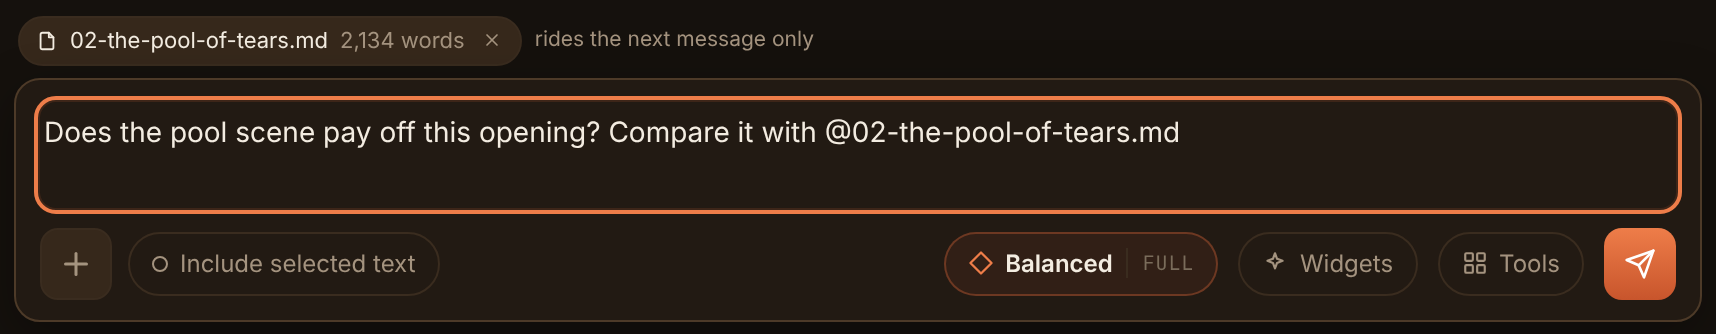 02-the-pool-of-tears.md 2,134 words × rides the next message only
Does the pool scene pay off this opening? Compare it with @02-the-pool-of-tears.md
Include selected text Balanced FULL Widgets Tools